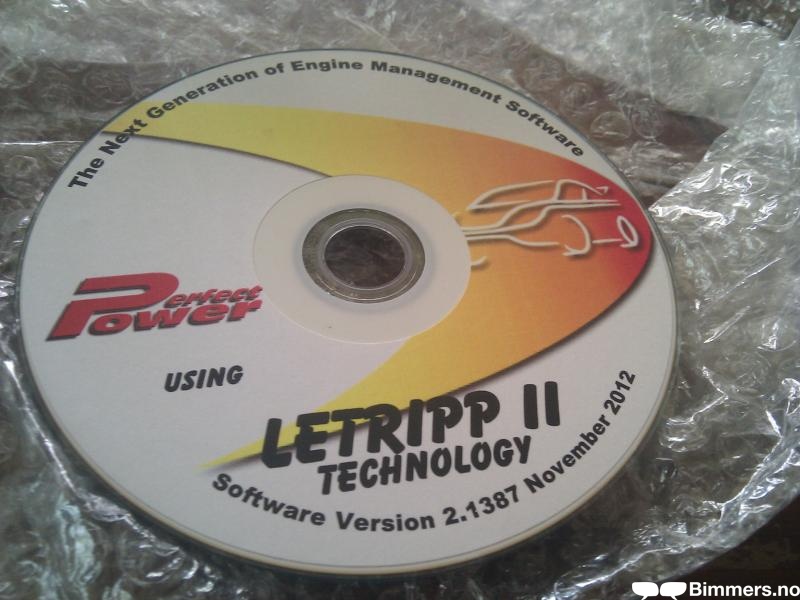 The Next Generation of Engine Management Software
Perfect
Power
USING
LETRIPP II
TECHNOLOGY
Software Version 2.1387 November 2012
Bimmers.no